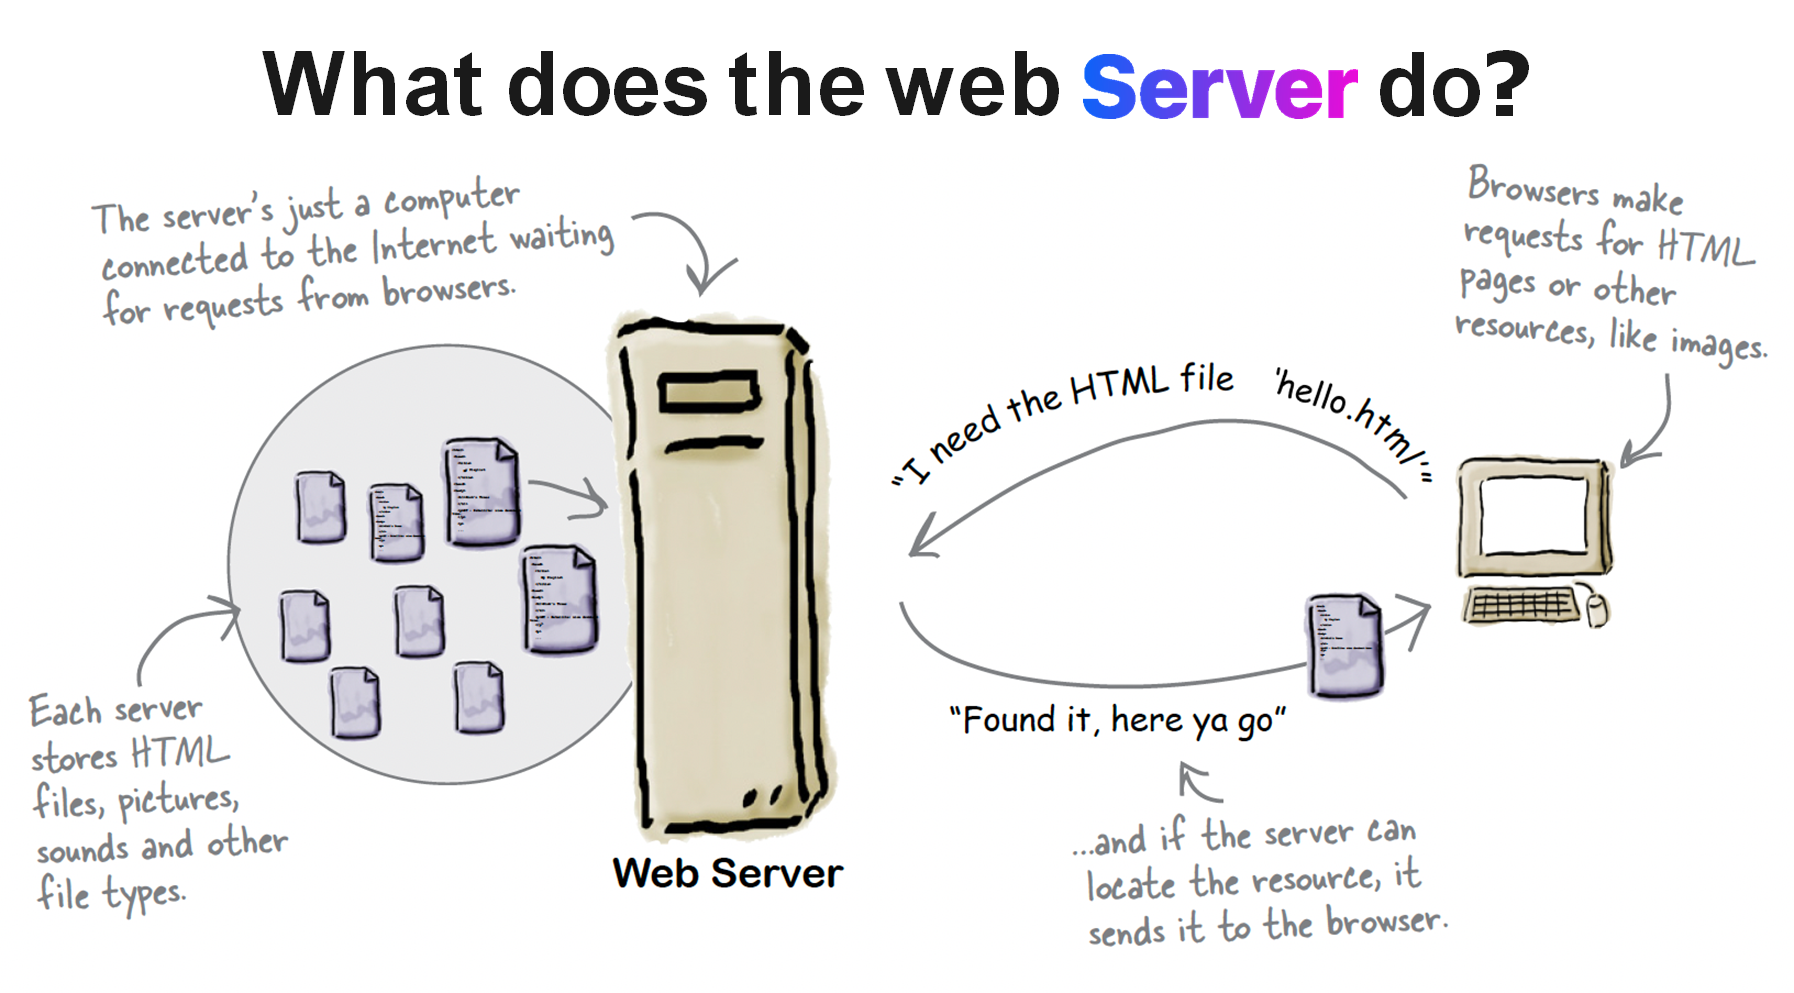 What does the web Server do?
The server's just a computer
connected to the Internet waiting
for requests from browsers.
Browsers make
requests for HTML
pages or other
resources, like images.
“I need the HTML file 'hello.html'”
Each server
stores HTML
files, pictures,
sounds and other
file types.
“Found it, here ya go”
Web Server
...and if the server can
locate the resource, it
sends it to the browser.